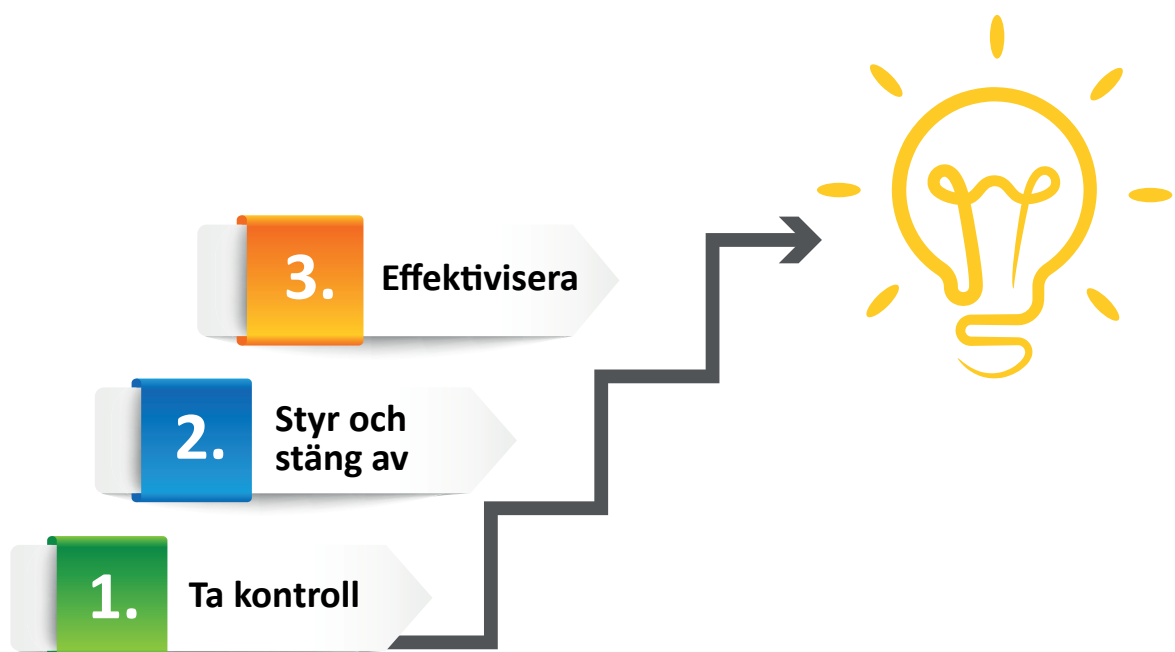 3. Effektivisera
2. Styr och
stäng av
1. Ta kontroll